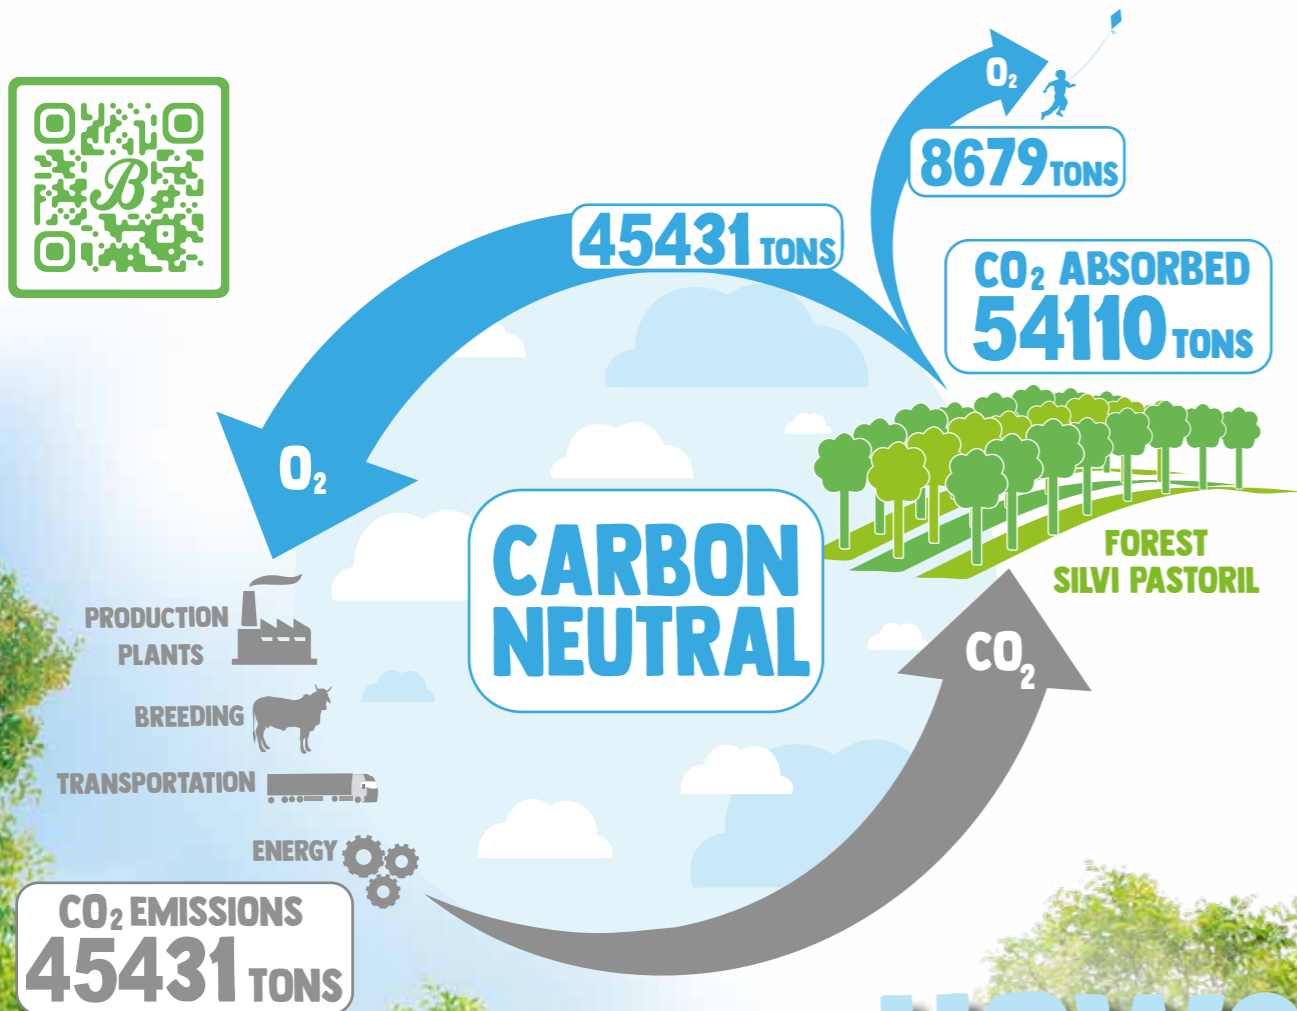 O2
8679 TONS
45431 TONS
CO2 ABSORBED
54110 TONS
O2
CARBON
NEUTRAL
FOREST
SILVI PASTORIL
PRODUCTION
PLANTS
CO2
BREEDING
TRANSPORTATION
ENERGY
CO2 EMISSIONS
45431 TONS
B